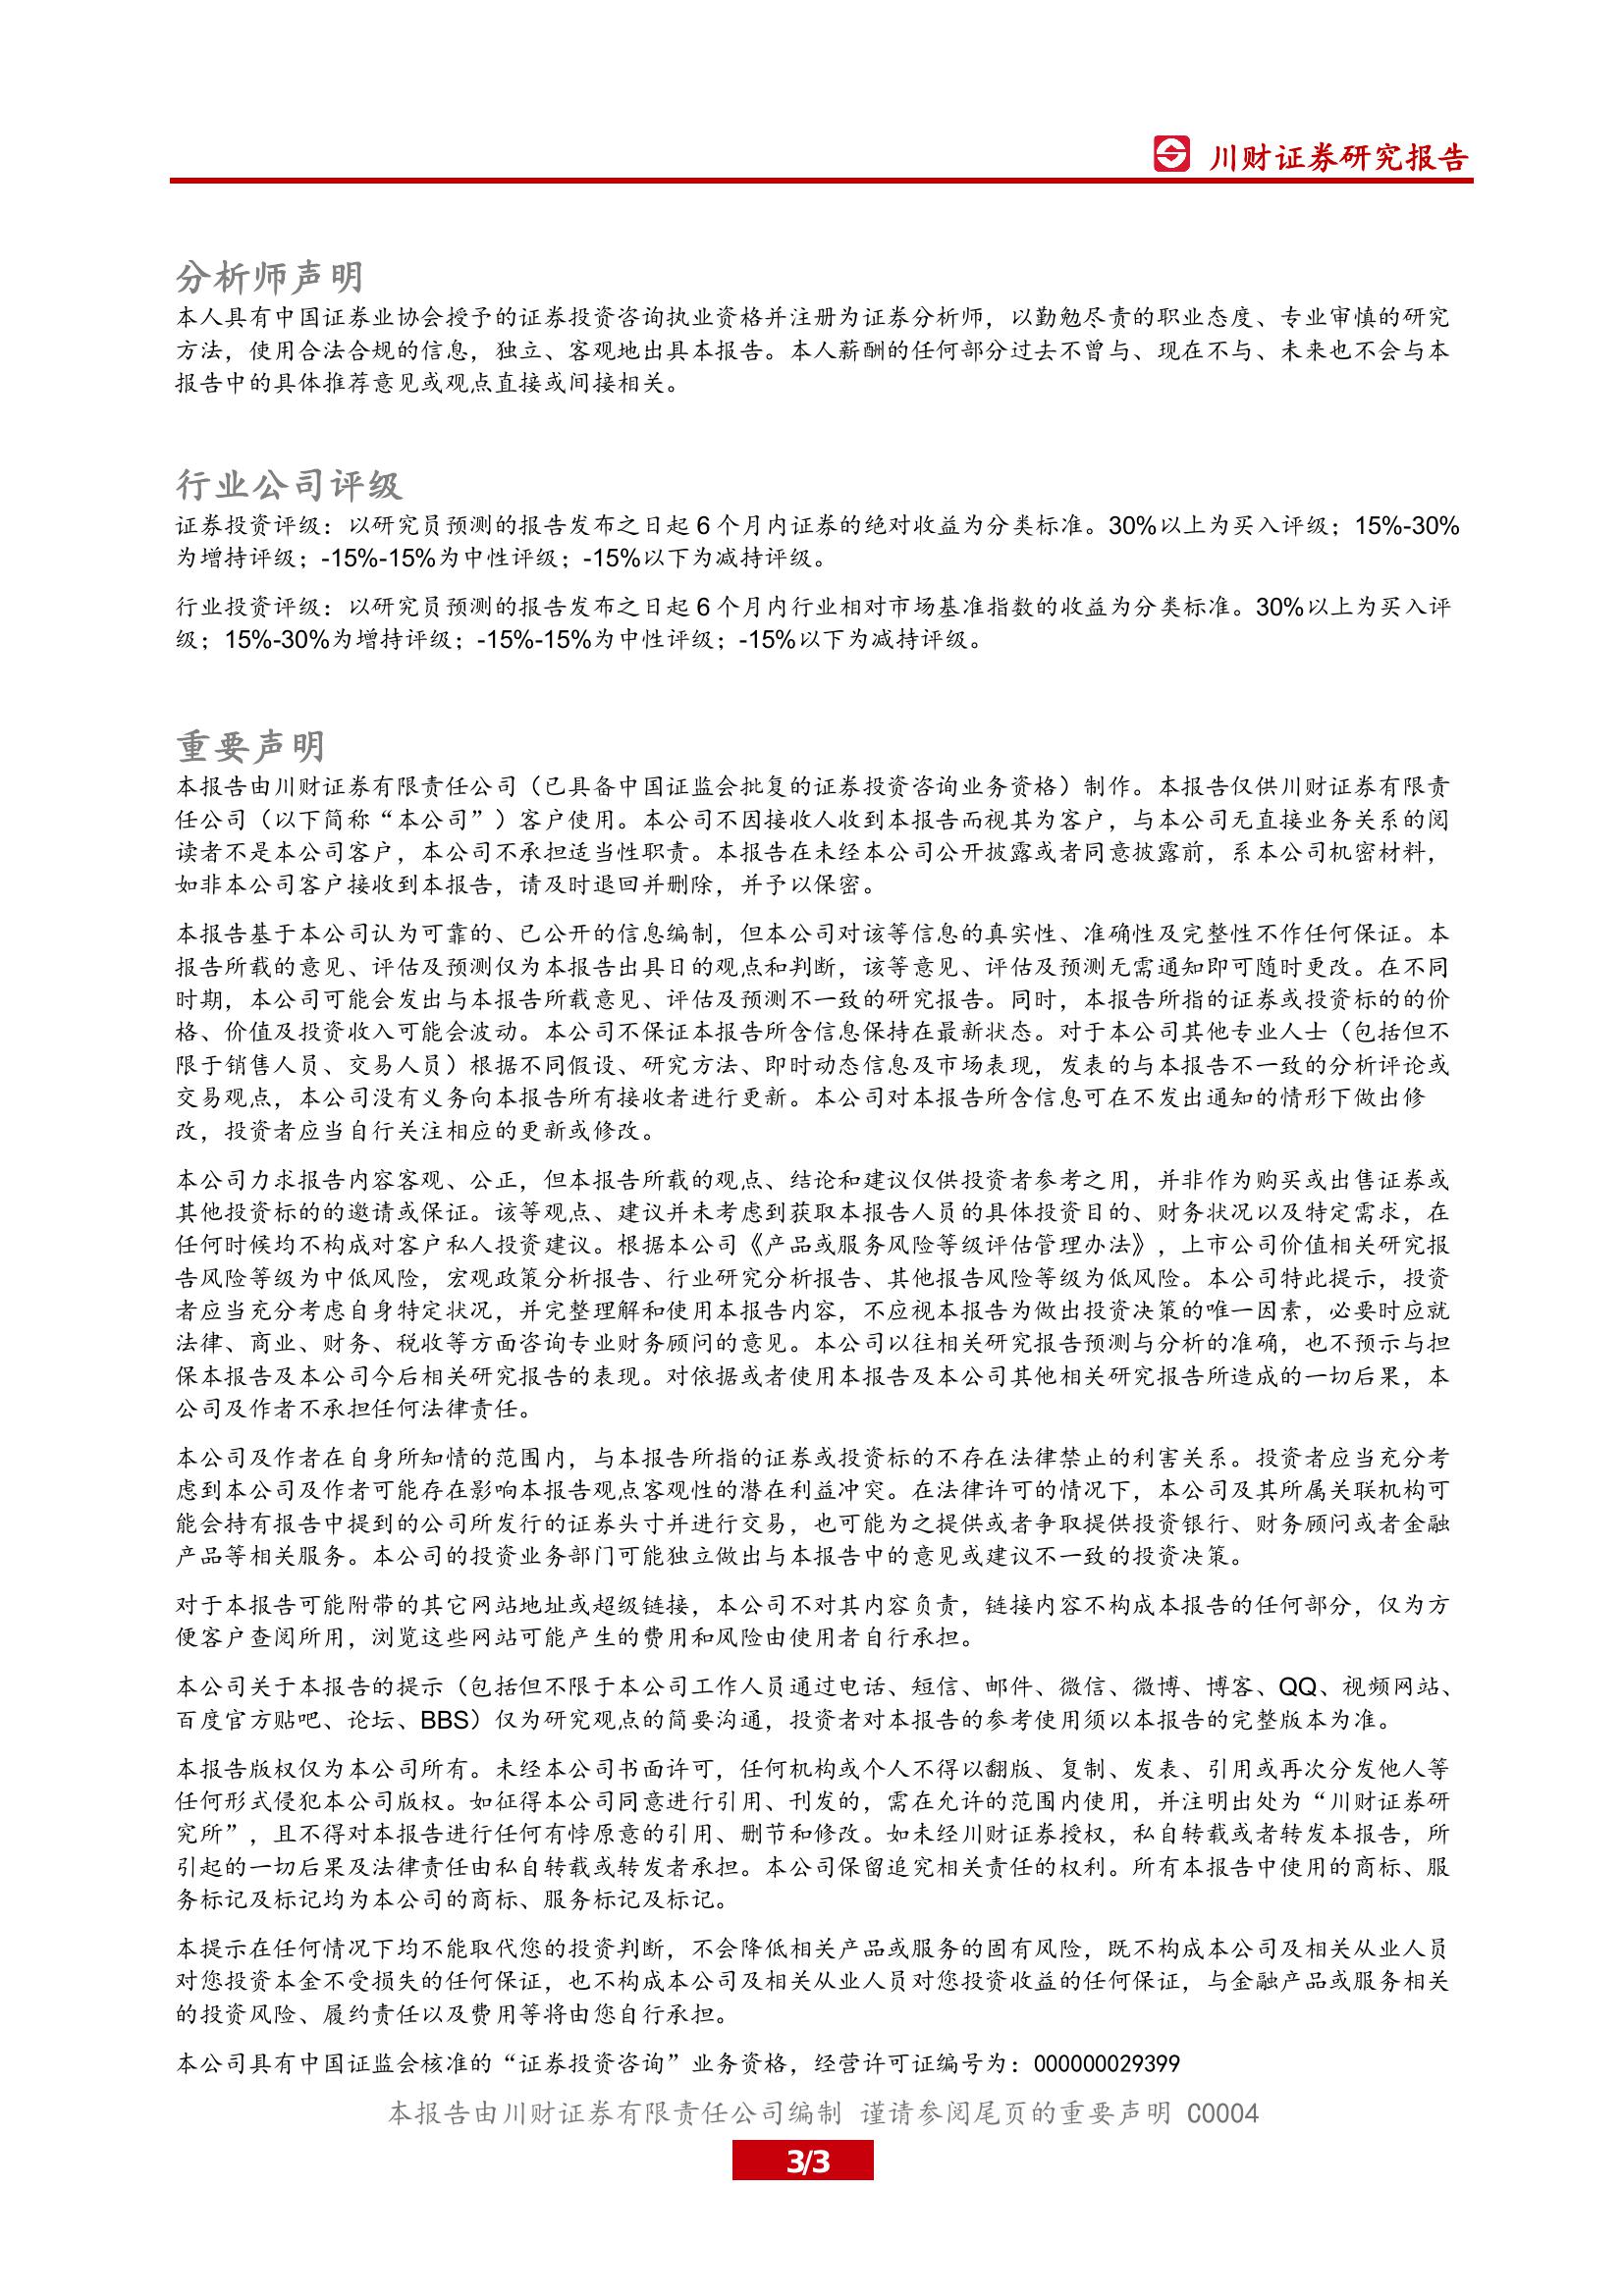 川财证券研究报告
分析师声明
本人具有中国证券业协会授予的证券投资咨询执业资格并注册为证券分析师，以勤勉尽责的职业态度、专业审慎的研究
方法，使用合法合规的信息，独立、客观地出具本报告。本人薪酬的任何部分过去不曾与、现在不与、未来也不会与本
报告中的具体推荐意见或观点直接或间接相关。
行业公司评级
证券投资评级：以研究员预测的报告发布之日起 6 个月内证券的绝对收益为分类标准。30%以上为买入评级；15%-30%
为增持评级；-15%-15%为中性评级；-15%以下为减持评级。
行业投资评级：以研究员预测的报告发布之日起 6 个月内行业相对市场基准指数的收益为分类标准。30%以上为买入评
级；15%-30%为增持评级；-15%-15%为中性评级；-15%以下为减持评级。
重要声明
本报告由川财证券有限责任公司（已具备中国证监会批复的证券投资咨询业务资格）制作。本报告仅供川财证券有限责
任公司（以下简称“本公司”）客户使用。本公司不因接收人收到本报告而视其为客户，与本公司无直接业务关系的阅
读者不是本公司客户，本公司不承担适当性职责。本报告在未经本公司公开披露或者同意披露前，系本公司机密材料，
如非本公司客户接收到本报告，请及时退回并删除，并予以保密。
本报告基于本公司认为可靠的、已公开的信息编制，但本公司对该等信息的真实性、准确性及完整性不作任何保证。本
报告所载的意见、评估及预测仅为本报告出具日的观点和判断，该等意见、评估及预测无需通知即可随时更改。在不同
时期，本公司可能会发出与本报告所载意见、评估及预测不一致的研究报告。同时，本报告所指的证券或投资标的的价
格、价值及投资收入可能会波动。本公司不保证本报告所含信息保持在最新状态。对于本公司其他专业人士（包括但不
限于销售人员、交易人员）根据不同假设、研究方法、即时动态信息及市场表现，发表的与本报告不一致的分析评论或
交易观点，本公司没有义务向本报告所有接收者进行更新。本公司对本报告所含信息可在不发出通知的情形下做出修
改，投资者应当自行关注相应的更新或修改。
本公司力求报告内容客观、公正，但本报告所载的观点、结论和建议仅供投资者参考之用，并非作为购买或出售证券或
其他投资标的的邀请或保证。该等观点、建议并未考虑到获取本报告人员的具体投资目的、财务状况以及特定需求，在
任何时候均不构成对客户私人投资建议。根据本公司《产品或服务风险等级评估管理办法》，上市公司价值相关研究报
告风险等级为中低风险，宏观政策分析报告、行业研究分析报告、其他报告风险等级为低风险。本公司特此提示，投资
者应当充分考虑自身特定状况，并完整理解和使用本报告内容，不应视本报告为做出投资决策的唯一因素，必要时应就
法律、商业、财务、税收等方面咨询专业财务顾问的意见。本公司以往相关研究报告预测与分析的准确，也不预示与担
保本报告及本公司今后相关研究报告的表现。对依据或者使用本报告及本公司其他相关研究报告所造成的一切后果，本
公司及作者不承担任何法律责任。
本公司及作者在自身所知情的范围内，与本报告所指的证券或投资标的不存在法律禁止的利害关系。投资者应当充分考
虑到本公司及作者可能存在影响本报告观点客观性的潜在利益冲突。在法律许可的情况下，本公司及其所属关联机构可
能会持有报告中提到的公司所发行的证券头寸并进行交易，也可能为之提供或者争取提供投资银行、财务顾问或者金融
产品等相关服务。本公司的投资业务部门可能独立做出与本报告中的意见或建议不一致的投资决策。
对于本报告可能附带的其它网站地址或超级链接，本公司不对其内容负责，链接内容不构成本报告的任何部分，仅为方
便客户查阅所用，浏览这些网站可能产生的费用和风险由使用者自行承担。
本公司关于本报告的提示（包括但不限于本公司工作人员通过电话、短信、邮件、微信、微博、博客、QQ、视频网站、
百度官方贴吧、论坛、BBS）仅为研究观点的简要沟通，投资者对本报告的参考使用须以本报告的完整版本为准。
本报告版权仅为本公司所有。未经本公司书面许可，任何机构或个人不得以翻版、复制、发表、引用或再次分发他人等
任何形式侵犯本公司版权。如征得本公司同意进行引用、刊发的，需在允许的范围内使用，并注明出处为“川财证券研
究所”，且不得对本报告进行任何有悖原意的引用、删节和修改。如未经川财证券授权，私自转载或者转发本报告，所
引起的一切后果及法律责任由私自转载或转发者承担。本公司保留追究相关责任的权利。所有本报告中使用的商标、服
务标记及标记均为本公司的商标、服务标记及标记。
本提示在任何情况下均不能取代您的投资判断，不会降低相关产品或服务的固有风险，既不构成本公司及相关从业人员
对您投资本金不受损失的任何保证，也不构成本公司及相关从业人员对您投资收益的任何保证，与金融产品或服务相关
的投资风险、履约责任以及费用等将由您自行承担。
本公司具有中国证监会核准的“证券投资咨询”业务资格，经营许可证编号为：000000029399
本报告由川财证券有限责任公司编制 谨请参阅尾页的重要声明 C0004
3/3